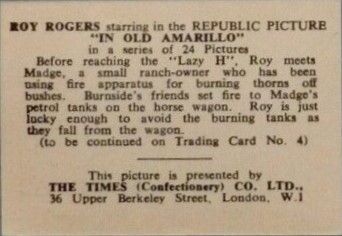 ROY ROGERS starring in the REPUBLIC PICTURE
"IN OLD AMARILLO"
in a series of 24 Pictures
Before reaching the "Lazy H", Roy meets
Madge, a small ranch-owner who has been
using fire apparatus for burning thorns off
bushes. Burnside's friends set fire to Madge's
petrol tanks on the horse wagon. Roy is just
lucky enough to avoid the burning tanks as
they fall from the wagon.
(to be continued on Trading Card No. 4)
This picture is presented by
THE TIMES (Confectionery) CO. LTD.,
36 Upper Berkeley Street, London, W.1